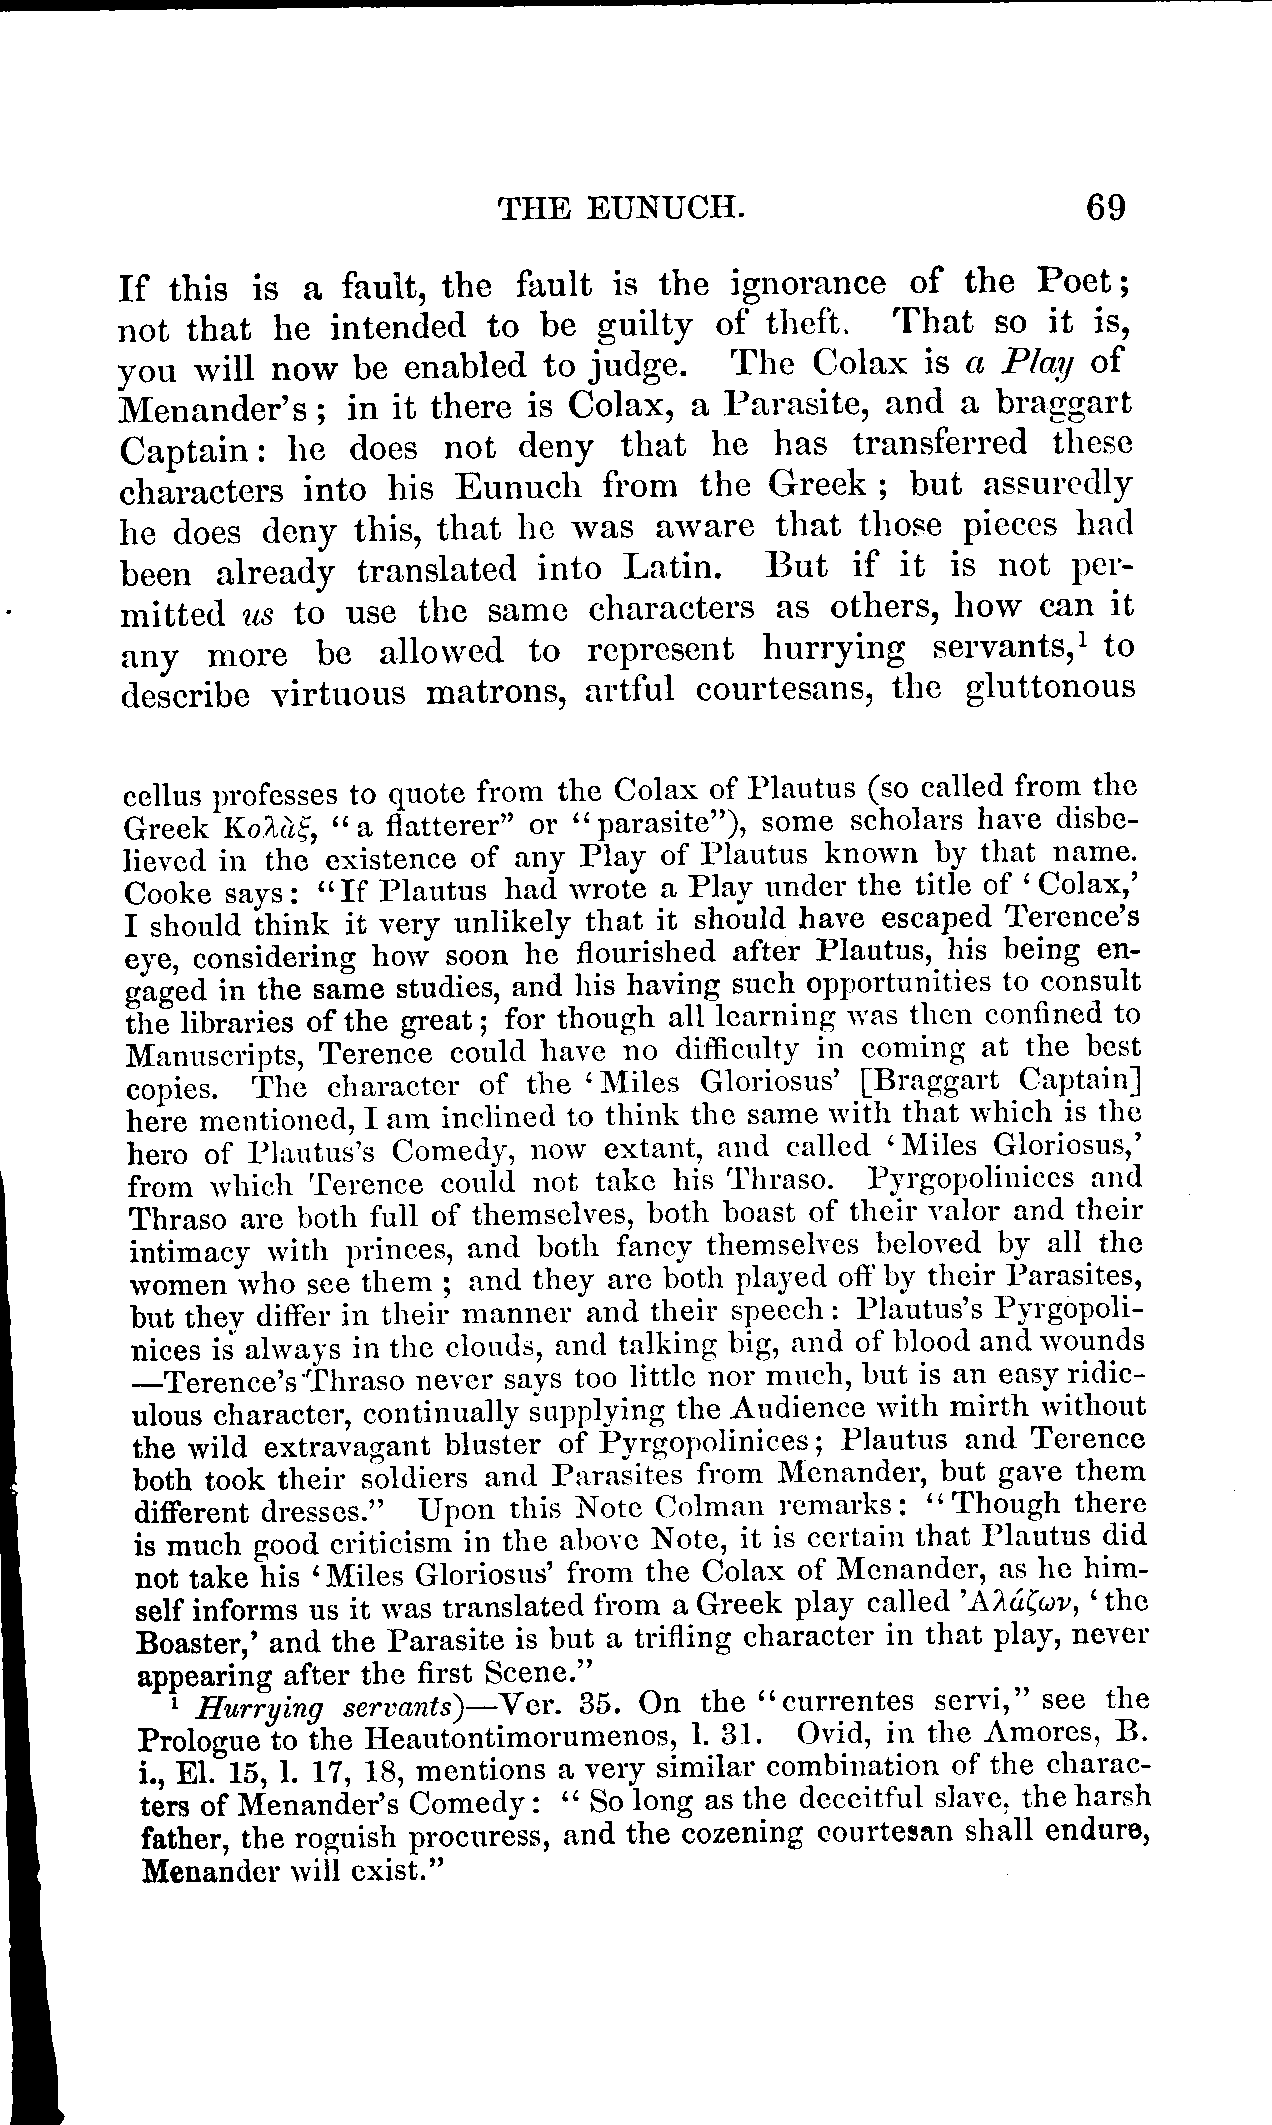 THE EUNUCH. 69
If this is a fault, the fault is the ignorance of the Poet;
not that he intended to be guilty of theft. That so it is,
you will now be enabled to judge. The Colax is a Play of
Menander's; in it there is Colax, a Parasite, and a braggart
Captain: he does not deny that he has transferred these
characters into his Eunuch from the Greek; but assuredly
he does deny this, that he was aware that those pieces had
been already translated into Latin. But if it is not per-
mitted us to use the same characters as others, how can it
any more be allowed to represent hurrying servants,¹ to
describe virtuous matrons, artful courtesans, the gluttonous
cellus professes to quote from the Colax of Plautus (so called from the
Greek Κολὰξ, "a flatterer" or "parasite"), some scholars have disbe-
lieved in the existence of any Play of Plautus known by that name.
Cooke says: "If Plautus had wrote a Play under the title of 'Colax,'
I should think it very unlikely that it should have escaped Terence's
eye, considering how soon he flourished after Plautus, his being en-
gaged in the same studies, and his having such opportunities to consult
the libraries of the great; for though all learning was then confined to
Manuscripts, Terence could have no difficulty in coming at the best
copies. The character of the 'Miles Gloriosus' [Braggart Captain]
here mentioned, I am inclined to think the same with that which is the
hero of Plautus's Comedy, now extant, and called 'Miles Gloriosus,'
from which Terence could not take his Thraso. Pyrgopolinices and
Thraso are both full of themselves, both boast of their valor and their
intimacy with princes, and both fancy themselves beloved by all the
women who see them; and they are both played off by their Parasites,
but they differ in their manner and their speech: Plautus's Pyrgopoli-
nices is always in the clouds, and talking big, and of blood and wounds
—Terence's Thraso never says too little nor much, but is an easy ridic-
ulous character, continually supplying the Audience with mirth without
the wild extravagant bluster of Pyrgopolinices; Plautus and Terence
both took their soldiers and Parasites from Menander, but gave them
different dresses." Upon this Note Colman remarks: "Though there
is much good criticism in the above Note, it is certain that Plautus did
not take his 'Miles Gloriosus' from the Colax of Menander, as he him-
self informs us it was translated from a Greek play called 'Αλάζων, 'the
Boaster,' and the Parasite is but a trifling character in that play, never
appearing after the first Scene."
¹ Hurrying servants)—Ver. 35. On the "currentes servi," see the
Prologue to the Heautontimorumenos, l. 31. Ovid, in the Amores, B.
i., El. 15, l. 17, 18, mentions a very similar combination of the charac-
ters of Menander's Comedy: "So long as the deceitful slave, the harsh
father, the roguish procuress, and the cozening courtesan shall endure,
Menander will exist."